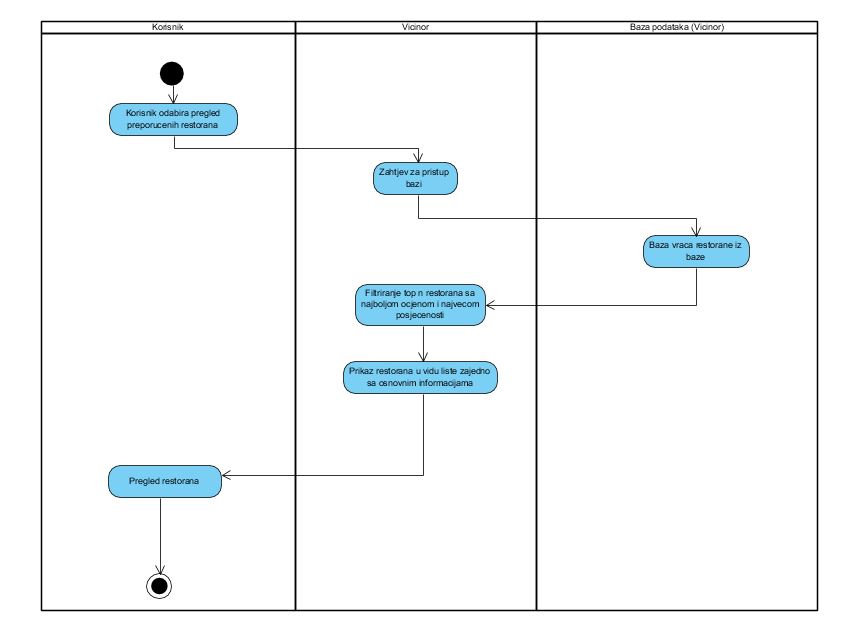 Korisnik
Vicinor
Baza podataka (Vicinor)
Korisnik odabira pregled
preporucenih restorana
Zahtjev za pristup
bazi
Baza vraca restorane iz
baze
Filtriranje top n restorana sa
najboljom ocjenom i najvecom
posjecenosti
Prikaz restorana u vidu liste zajedno
sa osnovnim informacijama
Pregled restorana